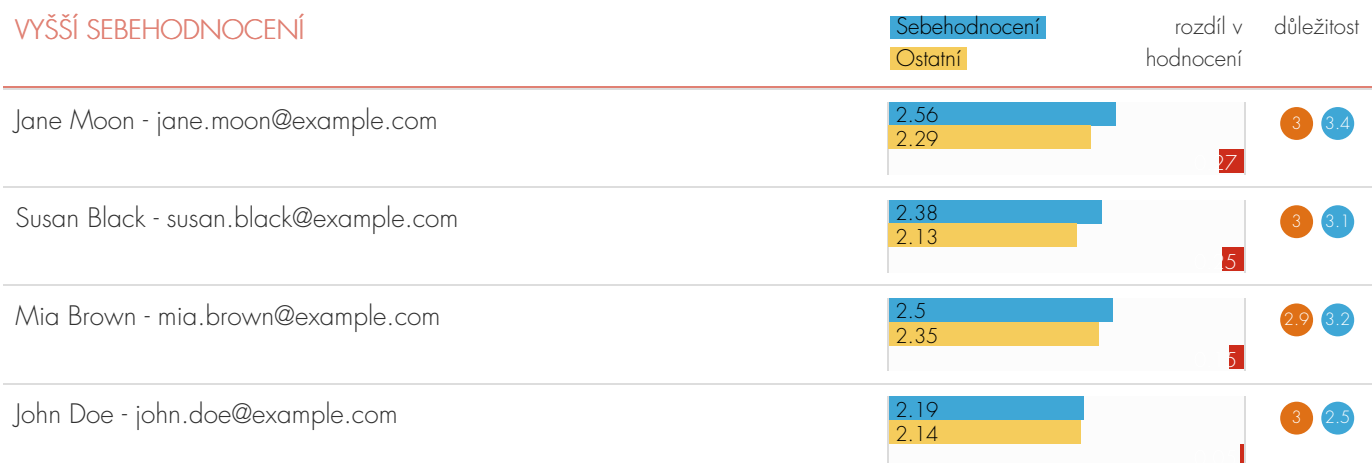 VYŠŠÍ SEBEHODNOCENÍ
Sebehodnocení
Ostatní
rozdíl v
hodnocení
důležitost
Jane Moon - jane.moon@example.com
2.56
2.29
27
3 3.4
Susan Black - susan.black@example.com
2.38
2.13
25
3 3.1
Mia Brown - mia.brown@example.com
2.5
2.35
5
2.9 3.2
John Doe - john.doe@example.com
2.19
2.14
3 2.5